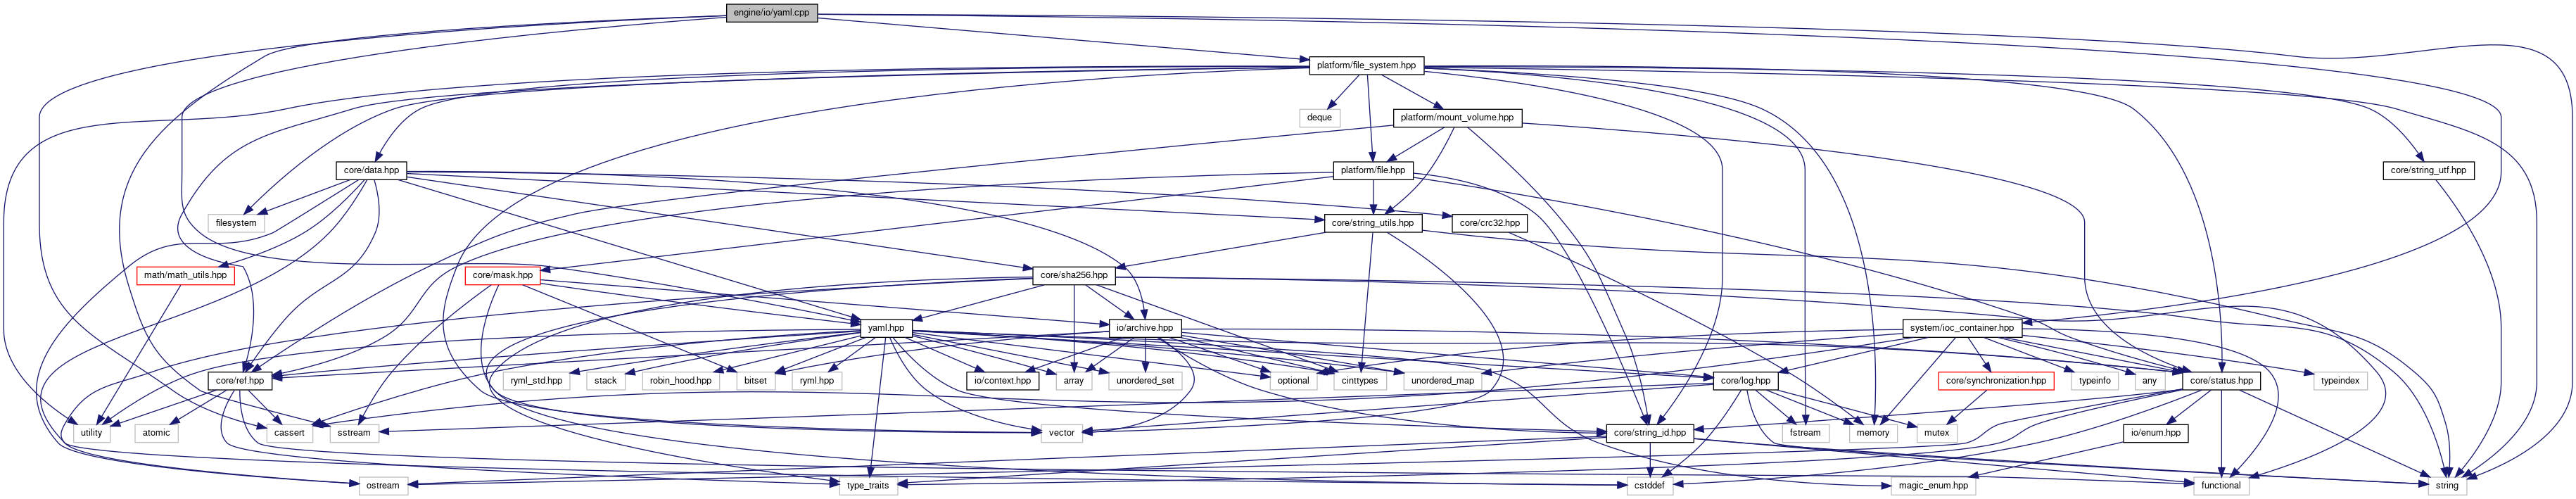 engine/io/yaml.cpp
platform/file_system.hpp
deque
platform/mount_volume.hpp
core/data.hpp
platform/file.hpp
core/string_utf.hpp
filesystem
core/string_utils.hpp
core/crc32.hpp
math/math_utils.hpp
core/mask.hpp
core/sha256.hpp
yaml.hpp
io/archive.hpp
system/ioc_container.hpp
core/ref.hpp
ryml_std.hpp
stack
robin_hood.hpp
bitset
ryml.hpp
io/context.hpp
array
unordered_set
optional
cinttypes
unordered_map
core/log.hpp
core/synchronization.hpp
typeinfo
any
core/status.hpp
typeindex
utility
atomic
cassert
sstream
vector
core/string_id.hpp
fstream
memory
mutex
io/enum.hpp
ostream
type_traits
cstddef
magic_enum.hpp
functional
string